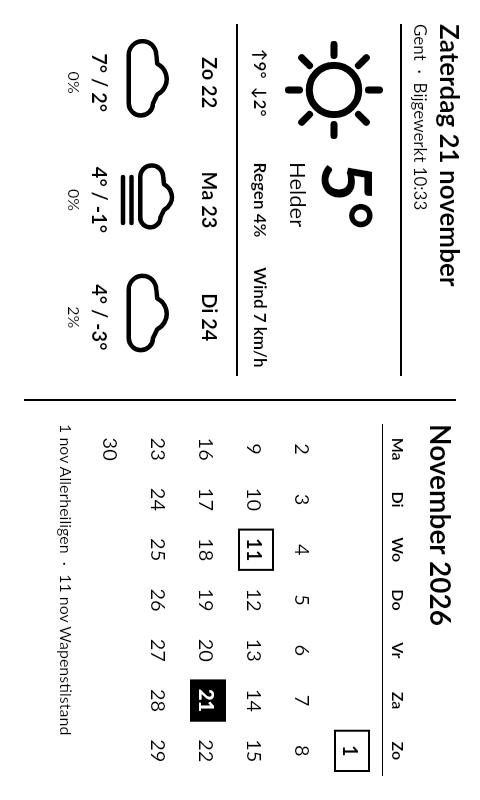 Zaterdag 21 november
Gent · Bijgewerkt 10:33
5°
Helder
↑9° ↓2° Regen 4% Wind 7 km/h
Zo 22 Ma 23 Di 24
7° / 2° 4° / -1° 4° / -3°
0% 0% 2%
November 2026
Ma Di Wo Do Vr Za Zo
1
2 3 4 5 6 7 8
9 10 11 12 13 14 15
16 17 18 19 20 21 22
23 24 25 26 27 28 29
30
1 nov Allerheiligen · 11 nov Wapenstilstand